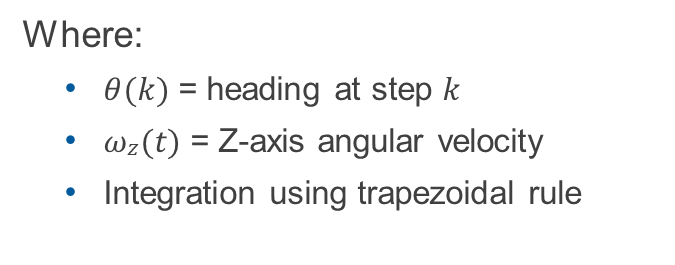 Where:
• θ(k) = heading at step k
• ω_z(t) = Z-axis angular velocity
• Integration using trapezoidal rule